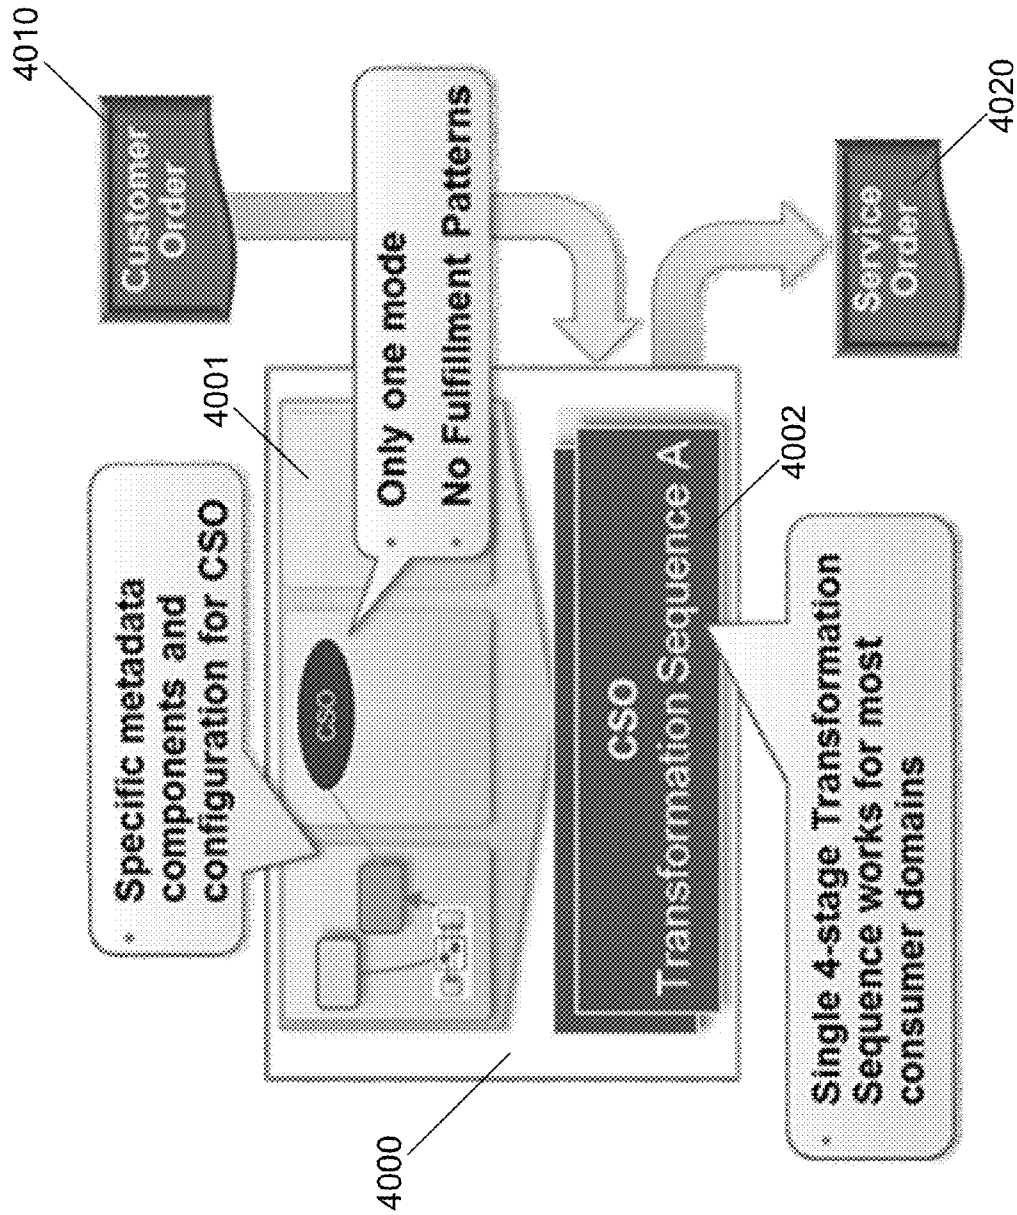 4010
Customer
Order
4001
• Specific metadata
components and
configuration for CSO
• Only one mode
• No Fulfillment Patterns
CSO
CSO
Transformation Sequence A
4002
4000
Service
Order
4020
• Single 4-stage Transformation
Sequence works for most
consumer domains